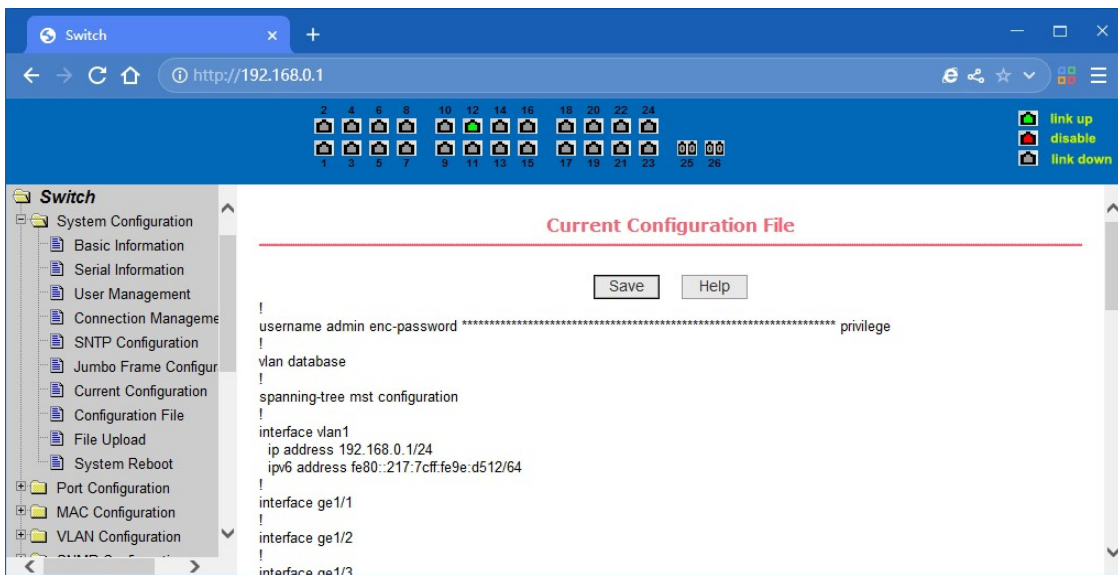 Switch
http://192.168.0.1
2 4 6 8 10 12 14 16 18 20 22 24
1 3 5 7 9 11 13 15 17 19 21 23 25 26
link up
disable
link down
Switch
System Configuration
Basic Information
Serial Information
User Management
Connection Manageme
SNTP Configuration
Jumbo Frame Configur
Current Configuration
Configuration File
File Upload
System Reboot
Port Configuration
MAC Configuration
VLAN Configuration
Current Configuration File
Save Help
!
username admin enc-password ******************************************************************** privilege
!
vlan database
!
spanning-tree mst configuration
!
interface vlan1
ip address 192.168.0.1/24
ipv6 address fe80::217:7cff:fe9e:d512/64
!
interface ge1/1
!
interface ge1/2
!
interface ge1/3